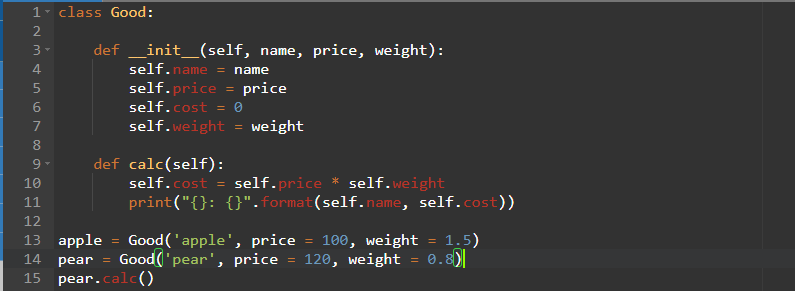 1 class Good:
2
3     def __init__(self, name, price, weight):
4         self.name = name
5         self.price = price
6         self.cost = 0
7         self.weight = weight
8
9     def calc(self):
10         self.cost = self.price * self.weight
11         print("{}: {}".format(self.name, self.cost))
12
13 apple = Good('apple', price = 100, weight = 1.5)
14 pear = Good('pear', price = 120, weight = 0.8)
15 pear.calc()